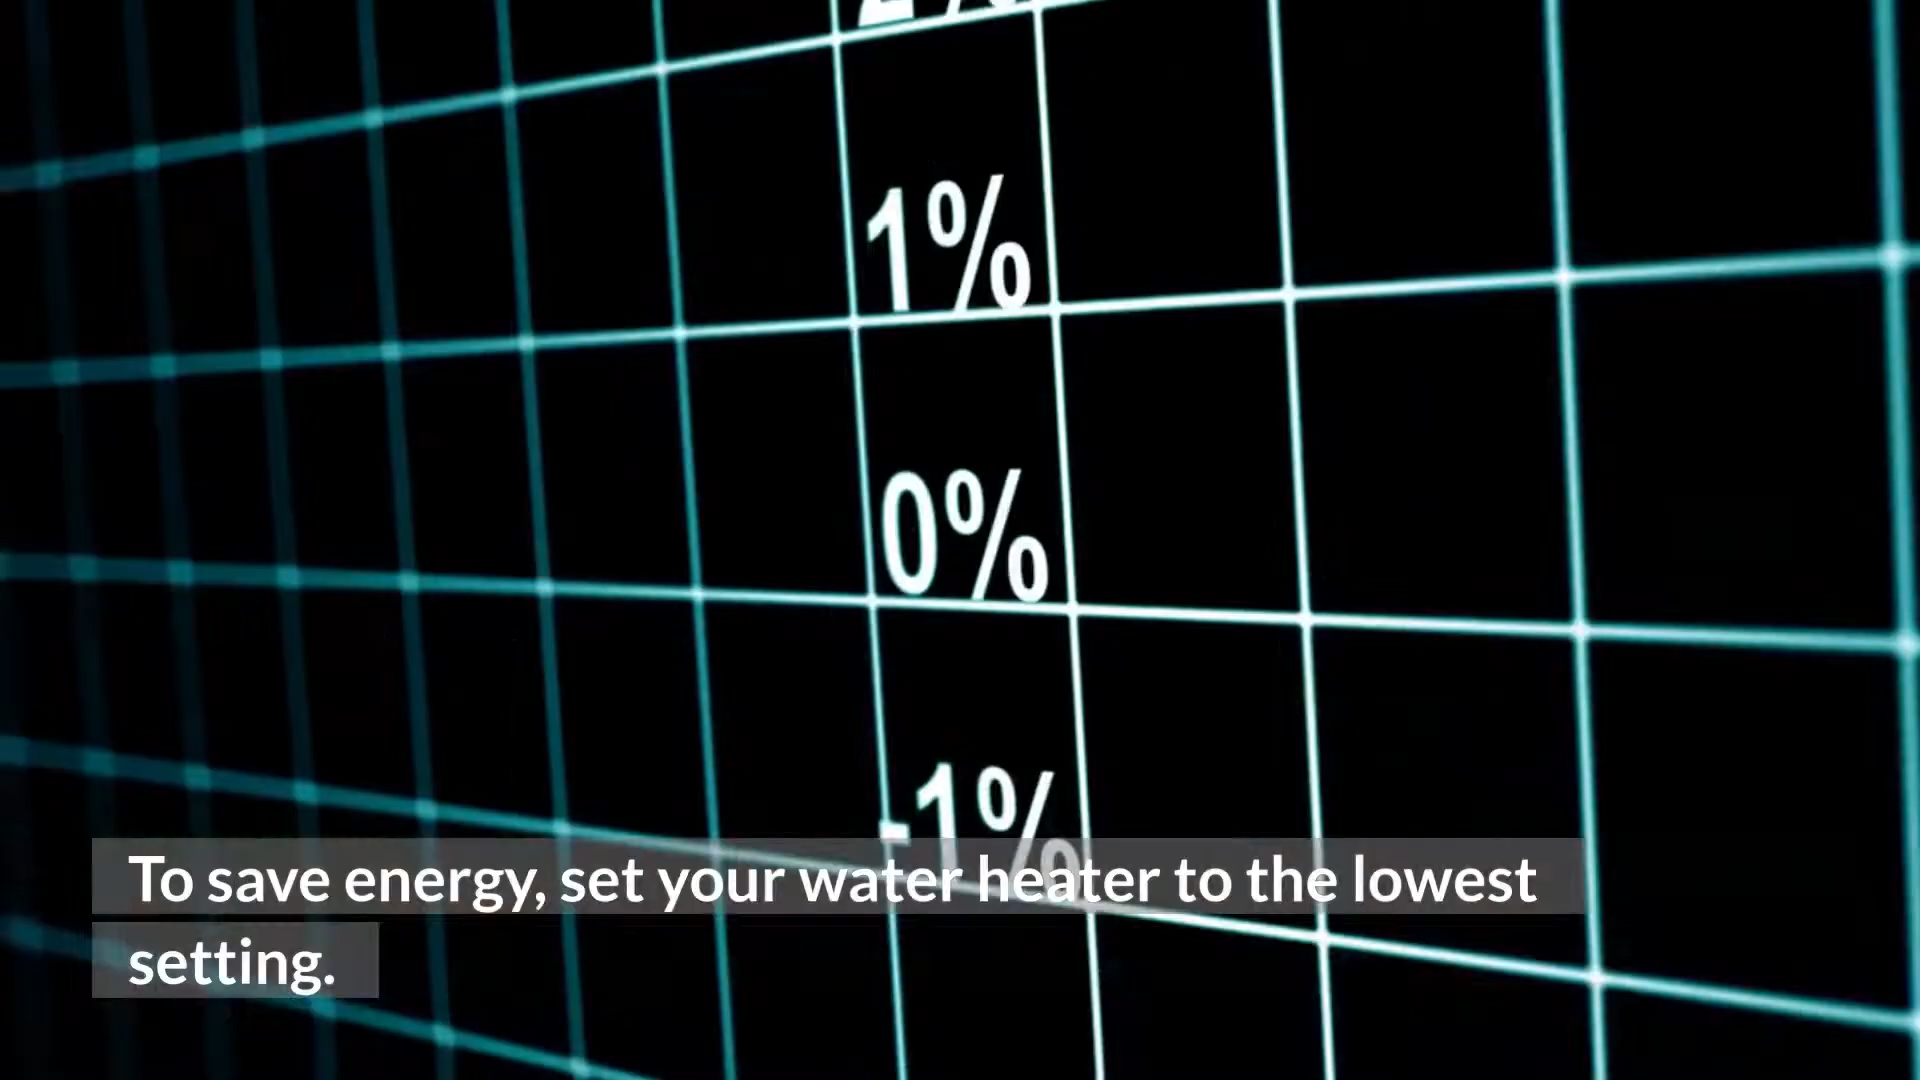 1%
0%
-1%
To save energy, set your water heater to the lowest
setting.